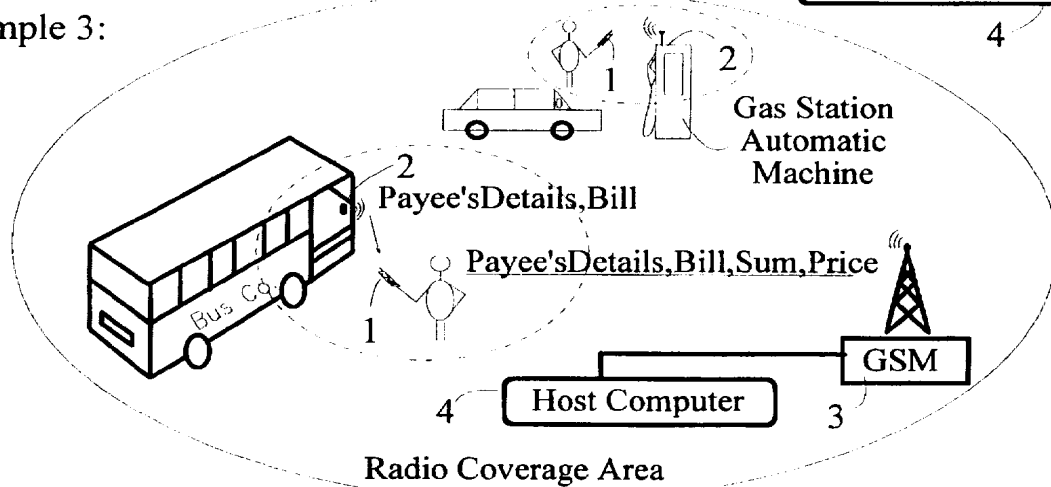 mple 3:
4
1
2
Gas Station
Automatic
Machine
2
Payee'sDetails,Bill
Payee'sDetails,Bill,Sum,Price
Bus Co.
1
GSM
4
Host Computer
3
Radio Coverage Area